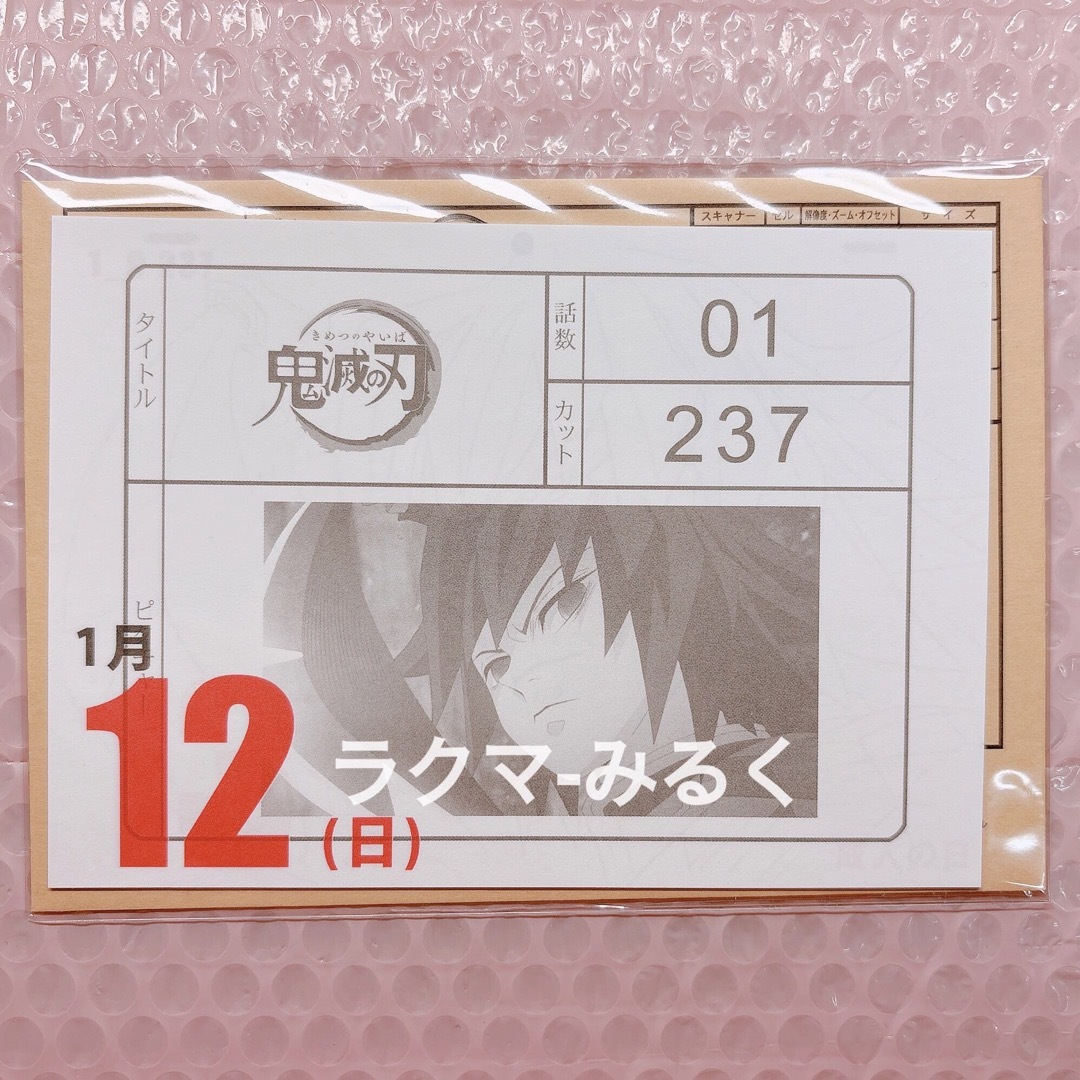 スキャナー セル 解像度・ズーム・オフセット サイズ
タイトル
きめつのやいば
鬼滅の刃
話数
01
カット
237
1月
12
(日)
ラクマ-みるく